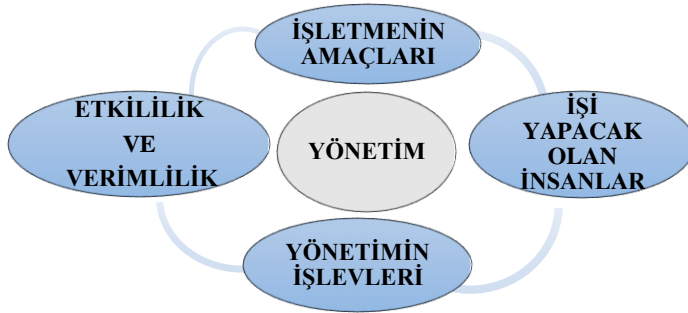 İŞLETMENİN
AMAÇLARI
ETKİLİLİK
VE
VERİMLİLİK
YÖNETİM
İŞİ
YAPACAK
OLAN
İNSANLAR
YÖNETİMİN
İŞLEVLERİ